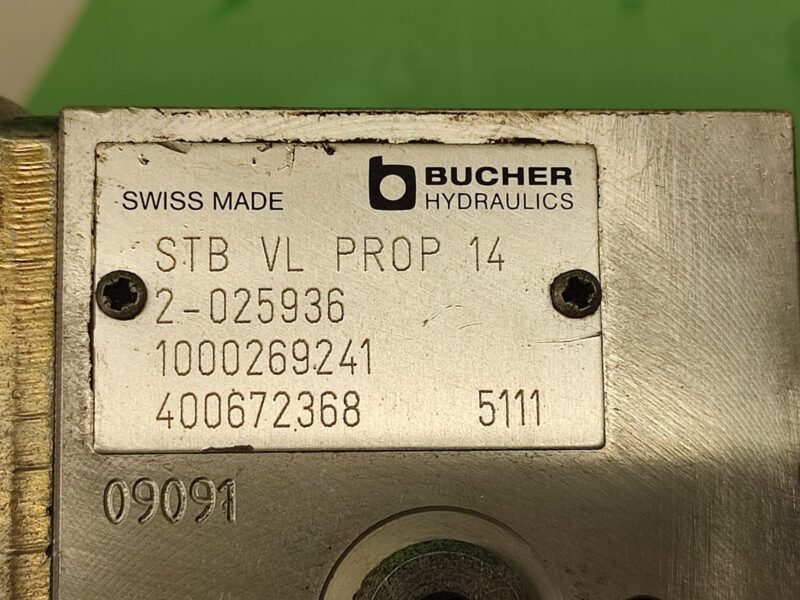 SWISS MADE
BUCHER
HYDRAULICS
STB VL PROP 14
2-025936
1000269241
400672368 5111
09091